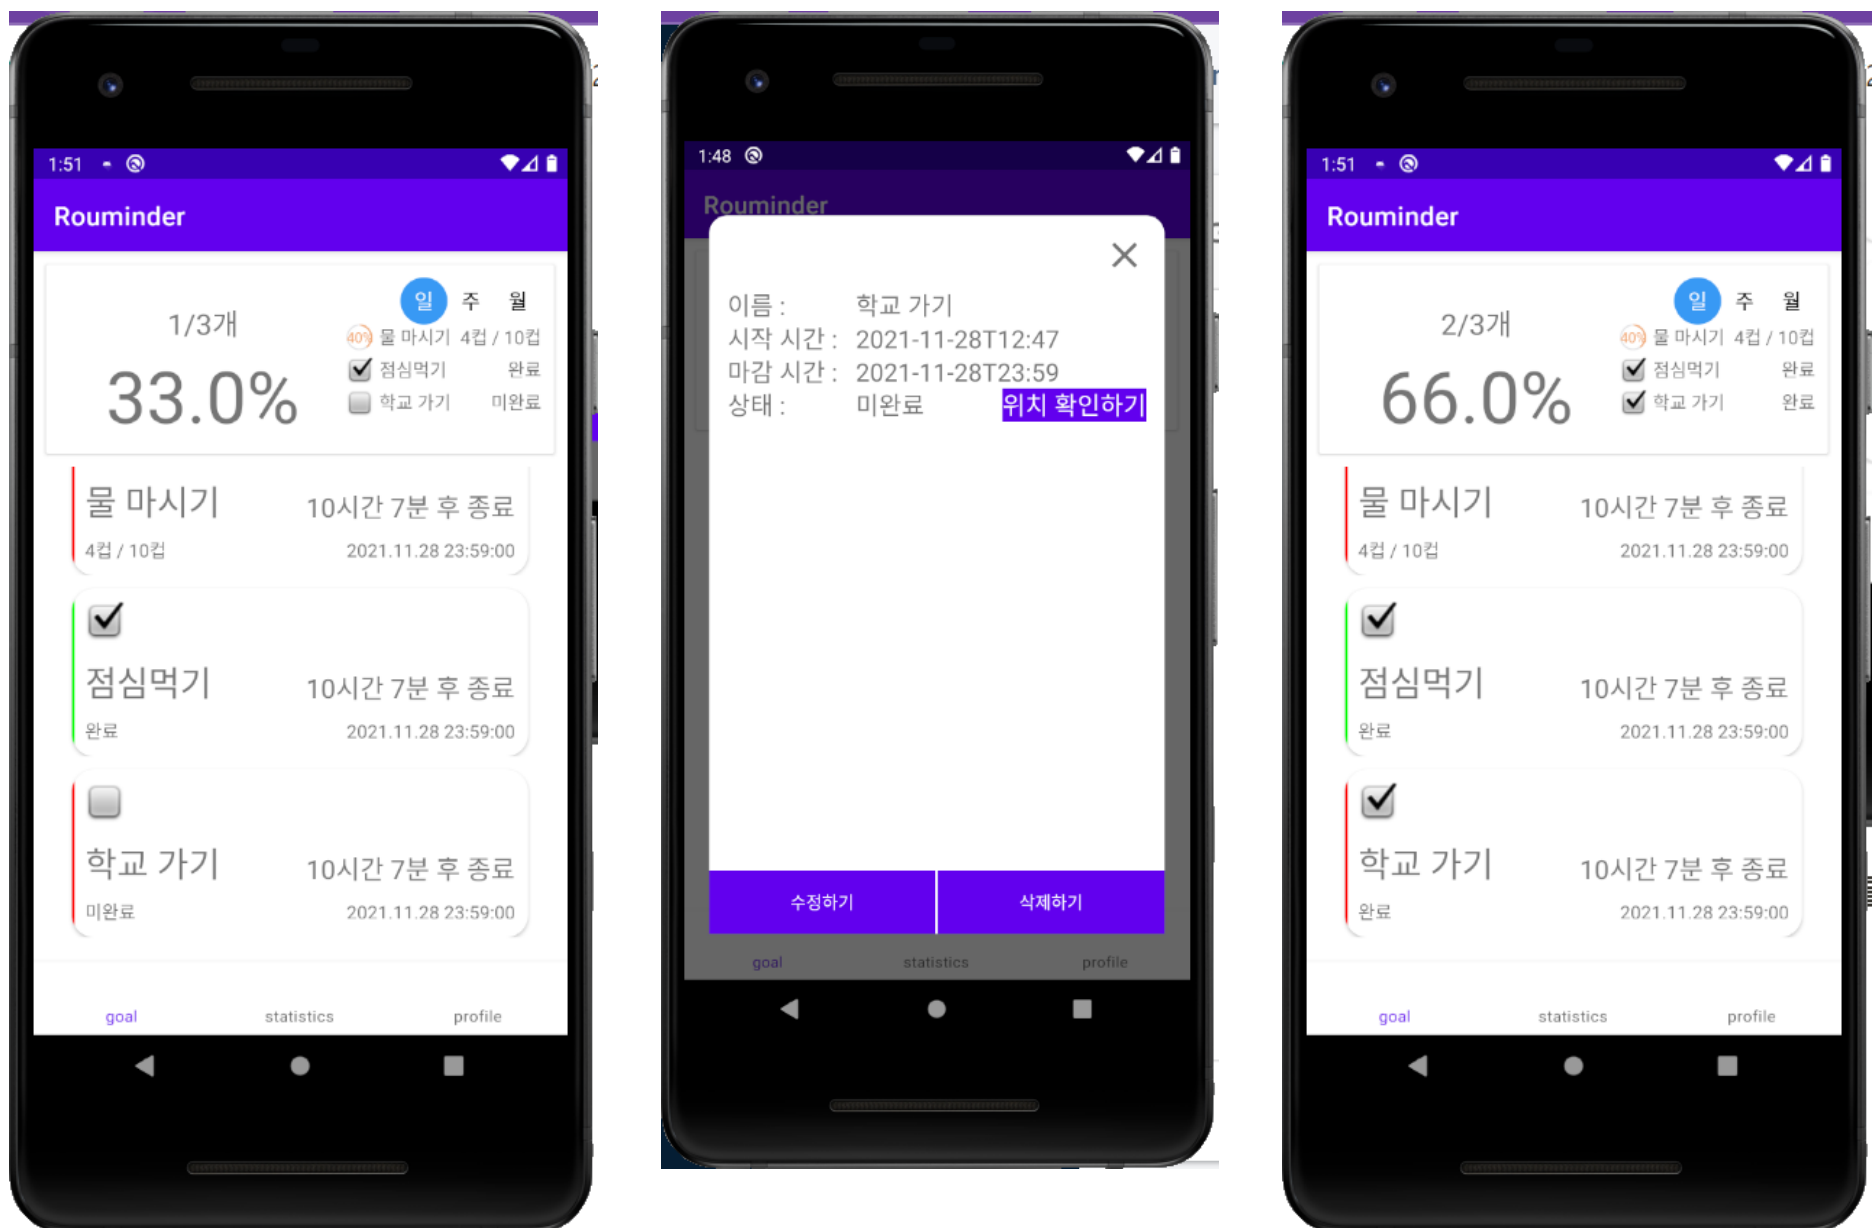 1:51
Rouminder
일 주 월
1/3개
33.0%
40% 물 마시기 4컵 / 10컵
점심먹기 완료
학교 가기 미완료
물 마시기 10시간 7분 후 종료
4컵 / 10컵 2021.11.28 23:59:00
점심먹기 10시간 7분 후 종료
완료 2021.11.28 23:59:00
학교 가기 10시간 7분 후 종료
미완료 2021.11.28 23:59:00
goal statistics profile
1:48
Rouminder
이름 : 학교 가기
시작 시간 : 2021-11-28T12:47
마감 시간 : 2021-11-28T23:59
상태 : 미완료 위치 확인하기
수정하기 삭제하기
goal statistics profile
1:51
Rouminder
일 주 월
2/3개
66.0%
40% 물 마시기 4컵 / 10컵
점심먹기 완료
학교 가기 완료
물 마시기 10시간 7분 후 종료
4컵 / 10컵 2021.11.28 23:59:00
점심먹기 10시간 7분 후 종료
완료 2021.11.28 23:59:00
학교 가기 10시간 7분 후 종료
완료 2021.11.28 23:59:00
goal statistics profile